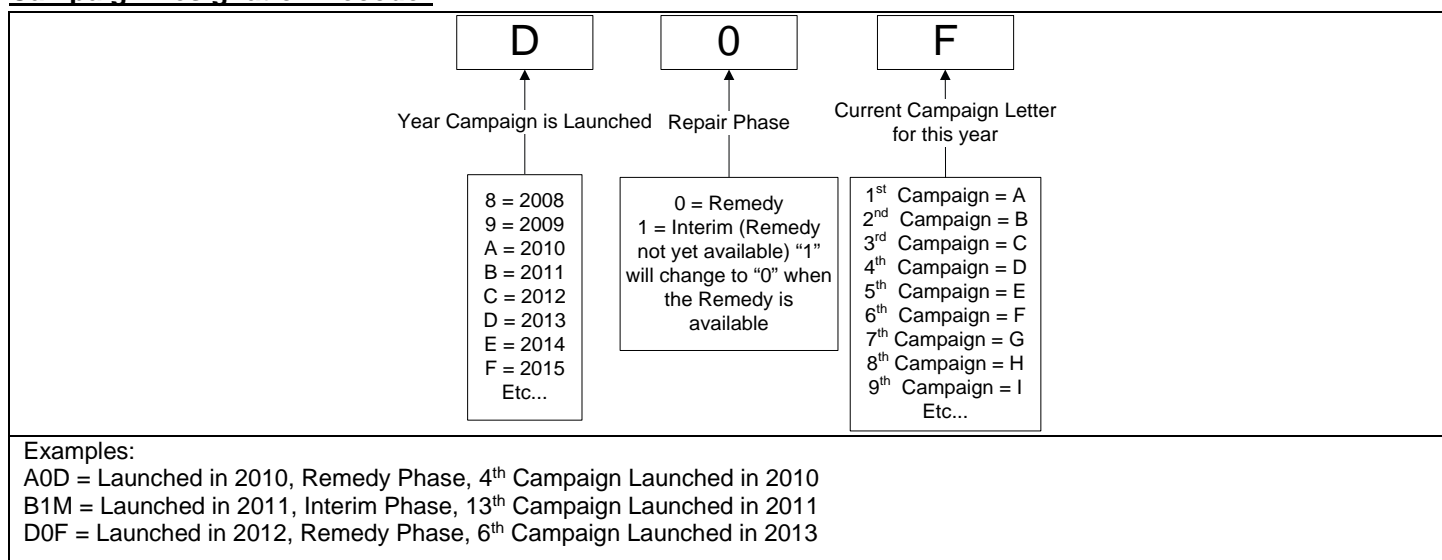 D 0 F
Year Campaign is Launched
Repair Phase
Current Campaign Letter
for this year
8 = 2008
9 = 2009
A = 2010
B = 2011
C = 2012
D = 2013
E = 2014
F = 2015
Etc...
0 = Remedy
1 = Interim (Remedy
not yet available) “1”
will change to “0” when
the Remedy is
available
1st Campaign = A
2nd Campaign = B
3rd Campaign = C
4th Campaign = D
5th Campaign = E
6th Campaign = F
7th Campaign = G
8th Campaign = H
9th Campaign = I
Etc...
Examples:
A0D = Launched in 2010, Remedy Phase, 4th Campaign Launched in 2010
B1M = Launched in 2011, Interim Phase, 13th Campaign Launched in 2011
D0F = Launched in 2012, Remedy Phase, 6th Campaign Launched in 2013